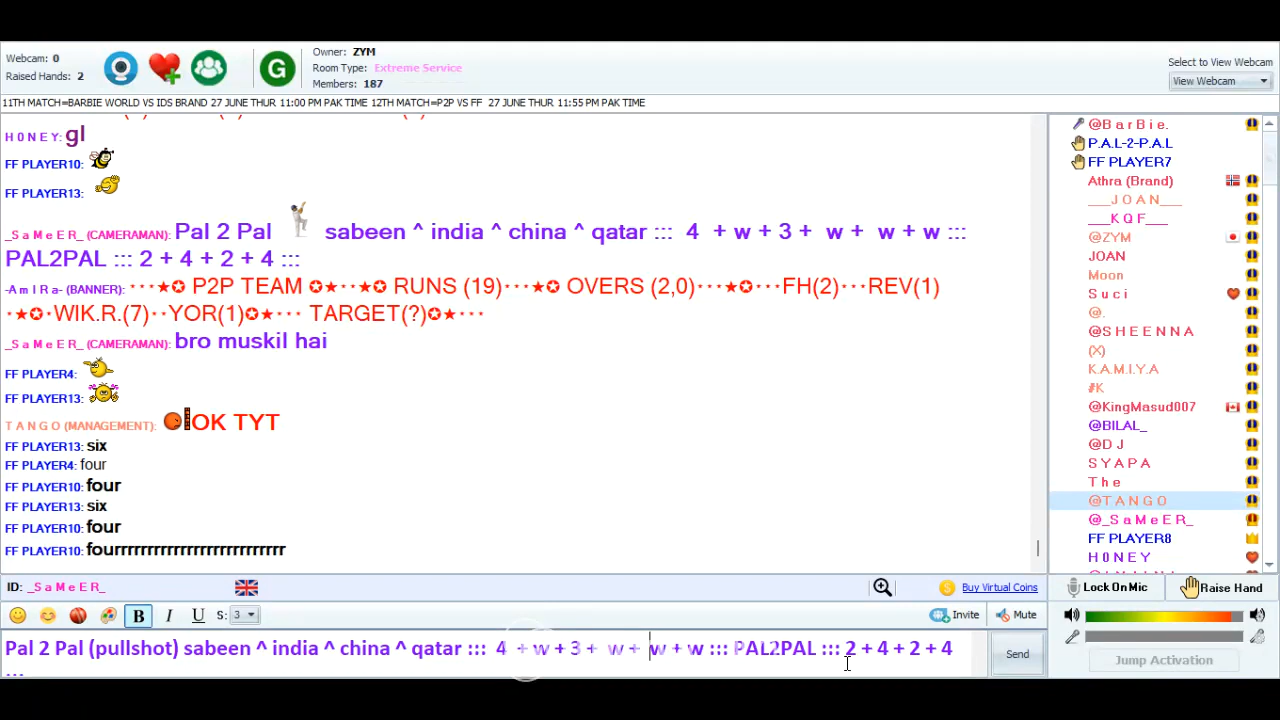 Webcam: 0
Raised Hands: 2
G
Owner: ZYM
Room Type: Extreme Service
Members: 187
Select to View Webcam
View Webcam
11TH MATCH=BARBIE WORLD VS IDS BRAND 27 JUNE THUR 11:00 PM PAK TIME 12TH MATCH=P2P VS FF 27 JUNE THUR 11:55 PM PAK TIME
H 0 N E Y: gl
FF PLAYER10:
FF PLAYER13:
_S a M e E R_ (CAMERAMAN): Pal 2 Pal sabeen ^ india ^ china ^ qatar ::: 4 + w + 3 + w + w + w :::
PAL2PAL ::: 2 + 4 + 2 + 4 :::
-A m I R a- (BANNER): ···★✪ P2P TEAM ✪★··★✪ RUNS (19)···★✪ OVERS (2,0)···★✪···FH(2)···REV(1)
·★✪·WIK.R.(7)··YOR(1)✪★··· TARGET(?)✪★···
_S a M e E R_ (CAMERAMAN): bro muskil hai
FF PLAYER4:
FF PLAYER13:
T A N G O (MANAGEMENT): OK TYT
FF PLAYER13: six
FF PLAYER4: four
FF PLAYER10: four
FF PLAYER13: six
FF PLAYER10: four
FF PLAYER10: fourrrrrrrrrrrrrrrrrrrrrrrrrr
@B a r B i e.
P.A.L-2-P.A.L
FF PLAYER7
Athra (Brand)
___J O A N___
___K Q F___
@ZYM
JOAN
Moon
S u c i
@.
@S H E E N N A
(X)
K.A.M.I.Y.A
#K
@KingMasud007
@BILAL_
@D J
S Y A P A
T h e
@T A N G O
@_S a M e E R_
FF PLAYER8
H 0 N E Y
ID: _S a M e E R_
Buy Virtual Coins
Lock On Mic
Raise Hand
B I U S: 3
Invite
Mute
Pal 2 Pal (pullshot) sabeen ^ india ^ china ^ qatar ::: 4 + w + 3 + w + w + w ::: PAL2PAL ::: 2 + 4 + 2 + 4
:::
Send
Jump Activation